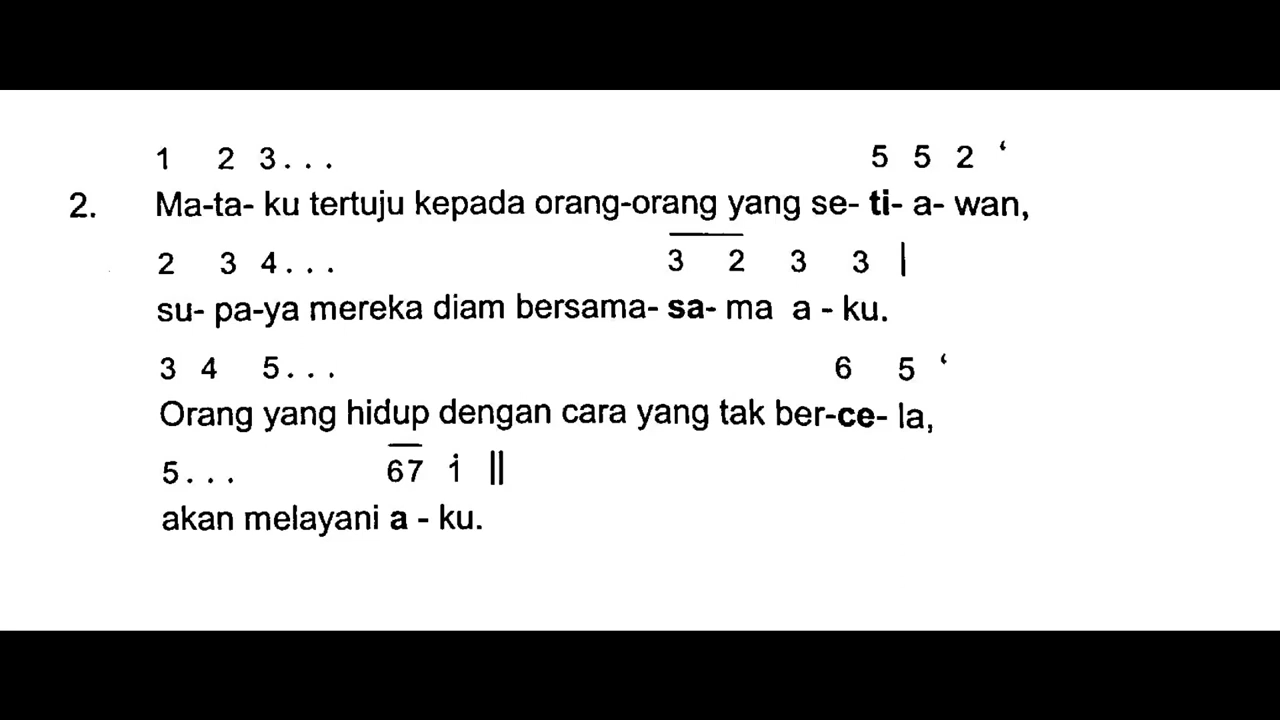 1 2 3... 5 5 2 ‘
2. Ma-ta- ku tertuju kepada orang-orang yang se- ti- a- wan,
2 3 4... 3 2 3 3 |
su- pa-ya mereka diam bersama- sa- ma a - ku.
3 4 5... 6 5 ‘
Orang yang hidup dengan cara yang tak ber-ce- la,
5... 67 i ||
akan melayani a - ku.